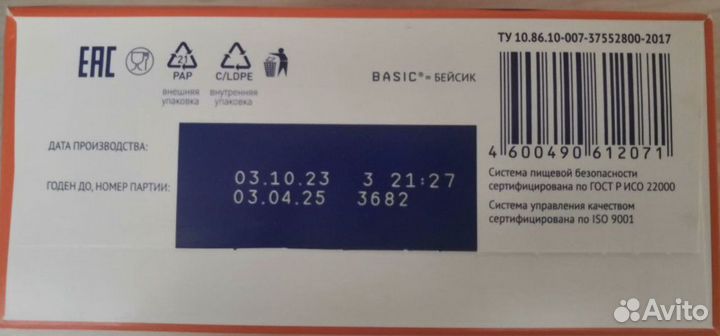 ТУ 10.86.10-007-37552800-2017
EAC
21
PAP
C/LDPE
внешняя
упаковка
внутренняя
упаковка
BASIC®= БЕЙСИК
ДАТА ПРОИЗВОДСТВА:
ГОДЕН ДО, НОМЕР ПАРТИИ:
03.10.23 3 21:27
03.04.25 3682
4 600490 612071
Система пищевой безопасности
сертифицирована по ГОСТ Р ИСО 22000
Система управления качеством
сертифицирована по ISO 9001
Avito